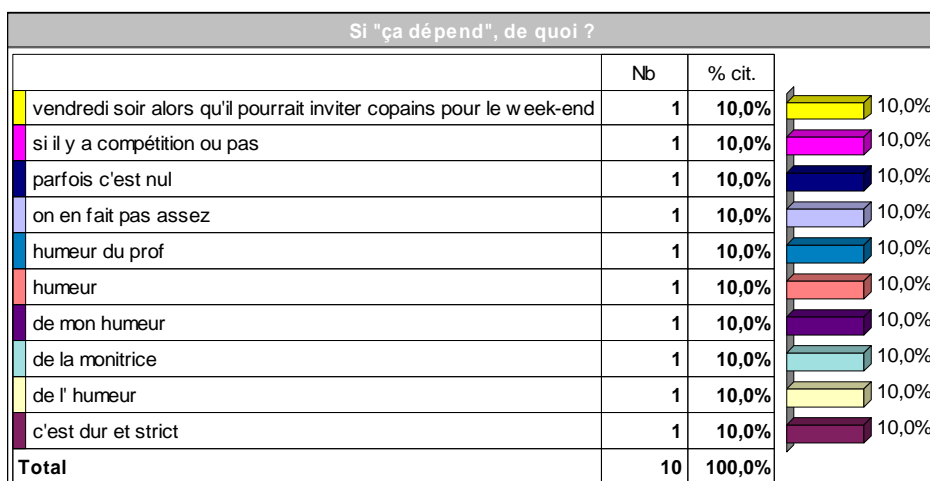 Si "ça dépend", de quoi ?
Nb % cit.
vendredi soir alors qu'il pourrait inviter copains pour le week-end 1 10,0% 10,0%
si il y a compétition ou pas 1 10,0% 10,0%
parfois c'est nul 1 10,0% 10,0%
on en fait pas assez 1 10,0% 10,0%
humeur du prof 1 10,0% 10,0%
humeur 1 10,0% 10,0%
de mon humeur 1 10,0% 10,0%
de la monitrice 1 10,0% 10,0%
de l' humeur 1 10,0% 10,0%
c'est dur et strict 1 10,0% 10,0%
Total 10 100,0%